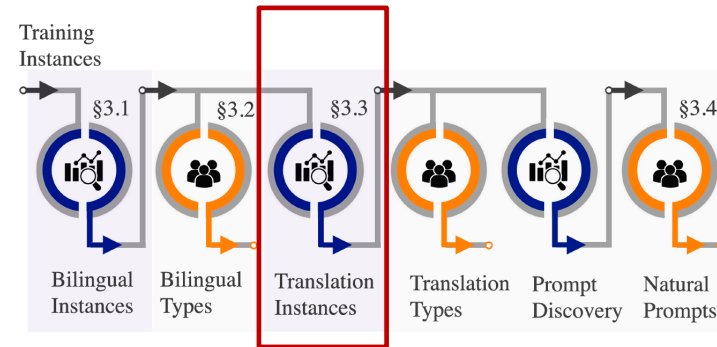 Training
Instances
§3.1
§3.2
§3.3
§3.4
Bilingual
Instances
Bilingual
Types
Translation
Instances
Translation
Types
Prompt
Discovery
Natural
Prompts